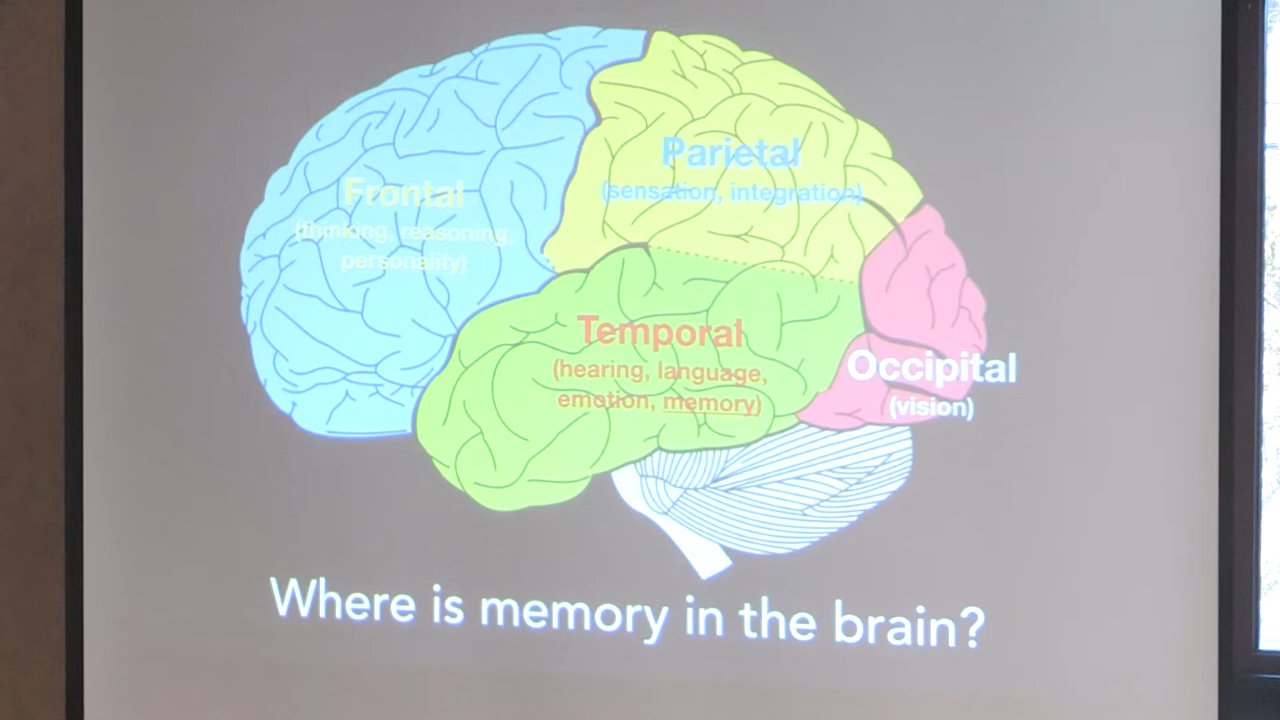 Frontal
(thinking, reasoning,
personality)
Parietal
(sensation, integration)
Temporal
(hearing, language,
emotion, memory)
Occipital
(vision)
Where is memory in the brain?